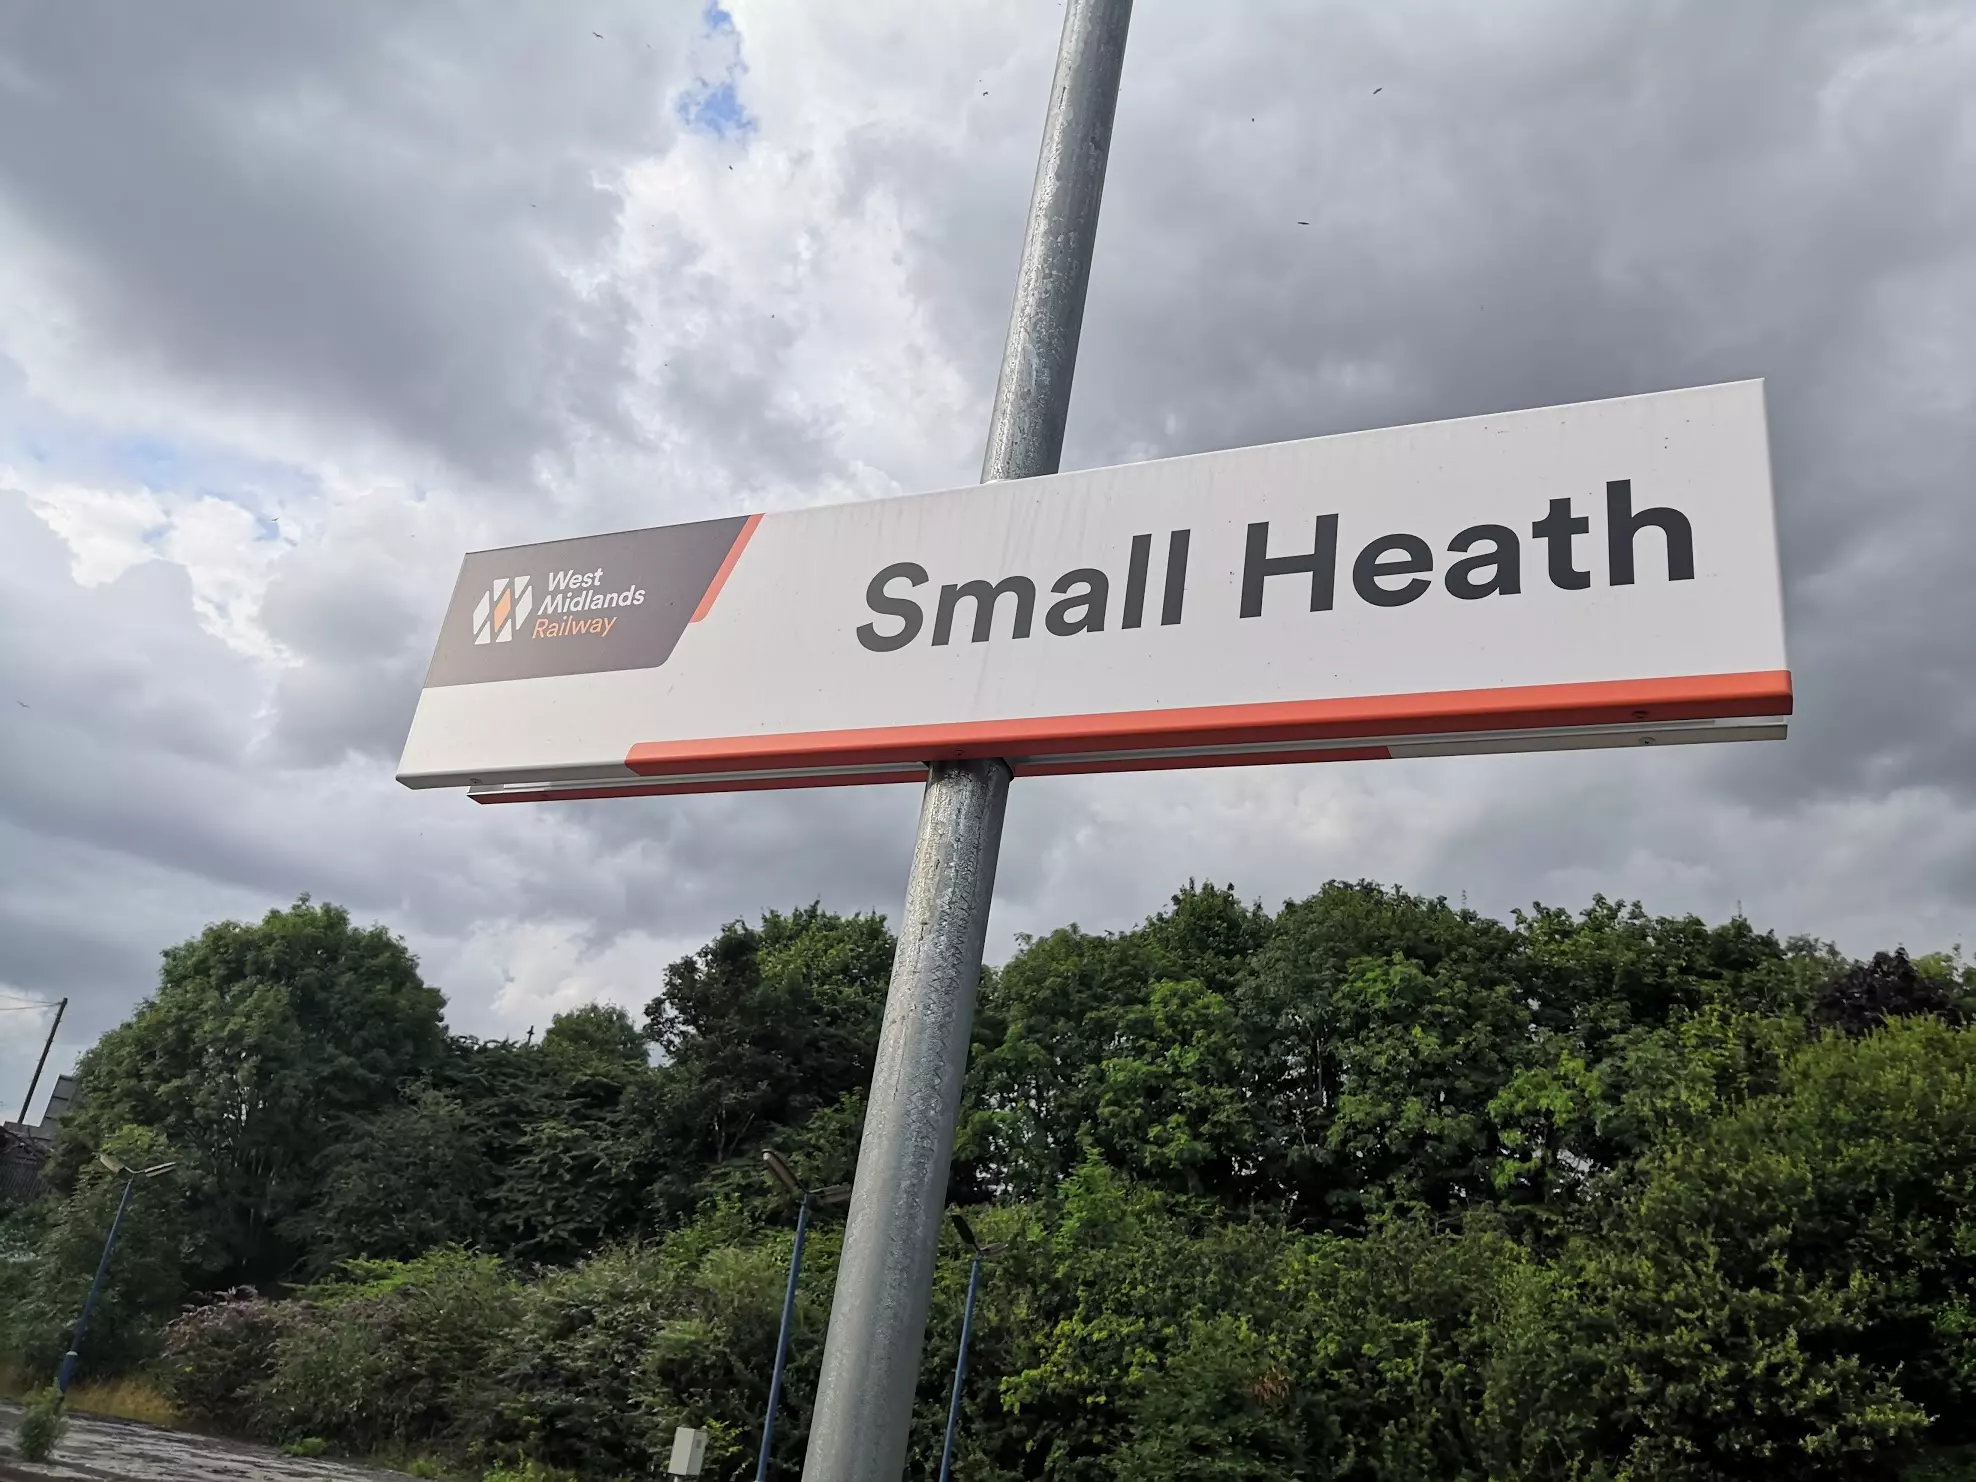 West
Midlands
Railway
Small Heath